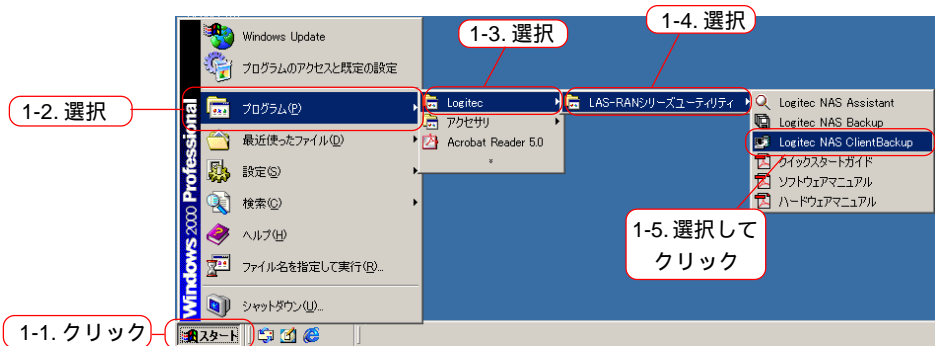 Windows Update
プログラムのアクセスと既定の設定
1-3. 選択
1-4. 選択
1-2. 選択
プログラム(P)
Logitec
LAS-RANシリーズユーティリティ
Logitec NAS Assistant
Logitec NAS Backup
Logitec NAS ClientBackup
クイックスタートガイド
ソフトウェアマニュアル
ハードウェアマニュアル
アクセサリ
Acrobat Reader 5.0
最近使ったファイル(D)
設定(S)
検索(C)
ヘルプ(H)
ファイル名を指定して実行(R)...
シャットダウン(U)...
Windows 2000 Professional
1-5. 選択して
クリック
1-1. クリック
スタート